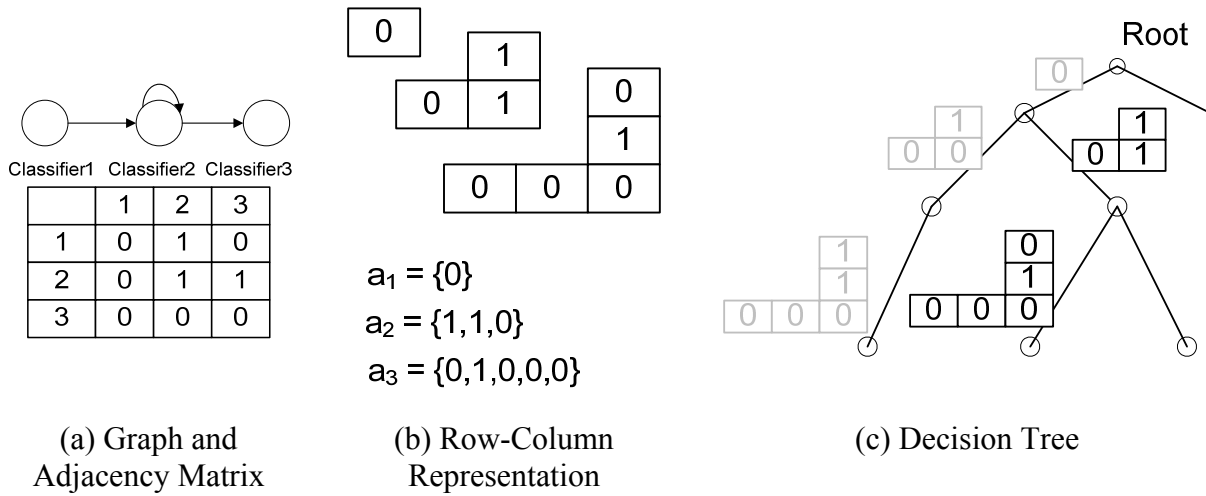 Classifier1 Classifier2 Classifier3
1 2 3
1 0 1 0
2 0 1 1
3 0 0 0
(a) Graph and
Adjacency Matrix
0
1
0 1
0
1
0 0 0
a1 = {0}
a2 = {1,1,0}
a3 = {0,1,0,0,0}
(b) Row-Column
Representation
Root
0
1
0 0
1
0 1
1
1
0 0 0
0
1
0 0 0
(c) Decision Tree